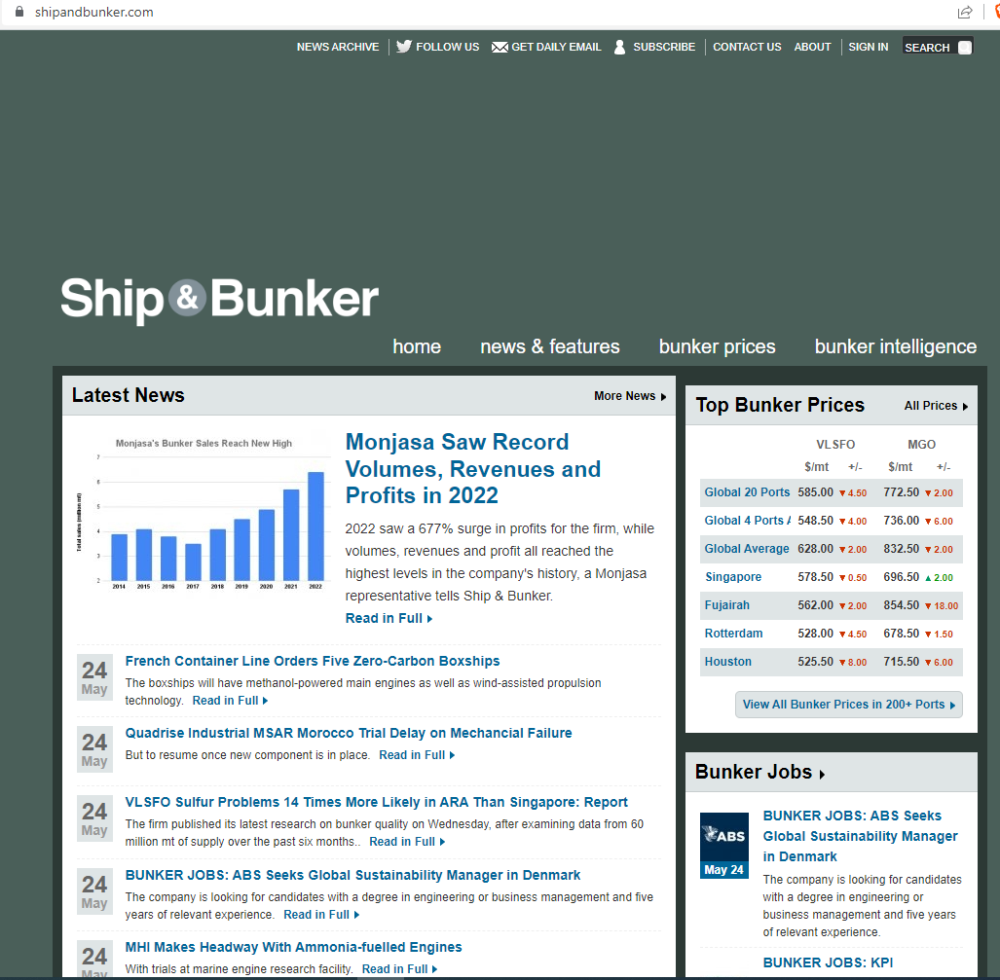 shipandbunker.com
NEWS ARCHIVE FOLLOW US GET DAILY EMAIL SUBSCRIBE CONTACT US ABOUT SIGN IN SEARCH
Ship & Bunker
home news & features bunker prices bunker intelligence
Latest News More News
Monjasa's Bunker Sales Reach New High
Total sales (million mt)
7
6
5
4
3
2
2014 2015 2016 2017 2018 2019 2020 2021 2022
Monjasa Saw Record
Volumes, Revenues and
Profits in 2022
2022 saw a 677% surge in profits for the firm, while
volumes, revenues and profit all reached the
highest levels in the company's history, a Monjasa
representative tells Ship & Bunker.
Read in Full
24
May
French Container Line Orders Five Zero-Carbon Boxships
The boxships will have methanol-powered main engines as well as wind-assisted propulsion
technology. Read in Full
24
May
Quadrise Industrial MSAR Morocco Trial Delay on Mechancial Failure
But to resume once new component is in place. Read in Full
24
May
VLSFO Sulfur Problems 14 Times More Likely in ARA Than Singapore: Report
The firm published its latest research on bunker quality on Wednesday, after examining data from 60
million mt of supply over the past six months.. Read in Full
24
May
BUNKER JOBS: ABS Seeks Global Sustainability Manager in Denmark
The company is looking for candidates with a degree in engineering or business management and five
years of relevant experience. Read in Full
24
May
MHI Makes Headway With Ammonia-fuelled Engines
With trials at marine engine research facility. Read in Full
Top Bunker Prices All Prices
VLSFO MGO
$/mt +/- $/mt +/-
Global 20 Ports 585.00 ▼4.50 772.50 ▼2.00
Global 4 Ports 548.50 ▼4.00 736.00 ▼6.00
Global Average 628.00 ▼2.00 832.50 ▼2.00
Singapore 578.50 ▼0.50 696.50 ▲2.00
Fujairah 562.00 ▼2.00 854.50 ▼18.00
Rotterdam 528.00 ▼4.50 678.50 ▼1.50
Houston 525.50 ▼8.00 715.50 ▼6.00
View All Bunker Prices in 200+ Ports
Bunker Jobs
ABS
May 24
BUNKER JOBS: ABS Seeks
Global Sustainability Manager
in Denmark
The company is looking for candidates
with a degree in engineering or
business management and five years
of relevant experience.
BUNKER JOBS: KPI